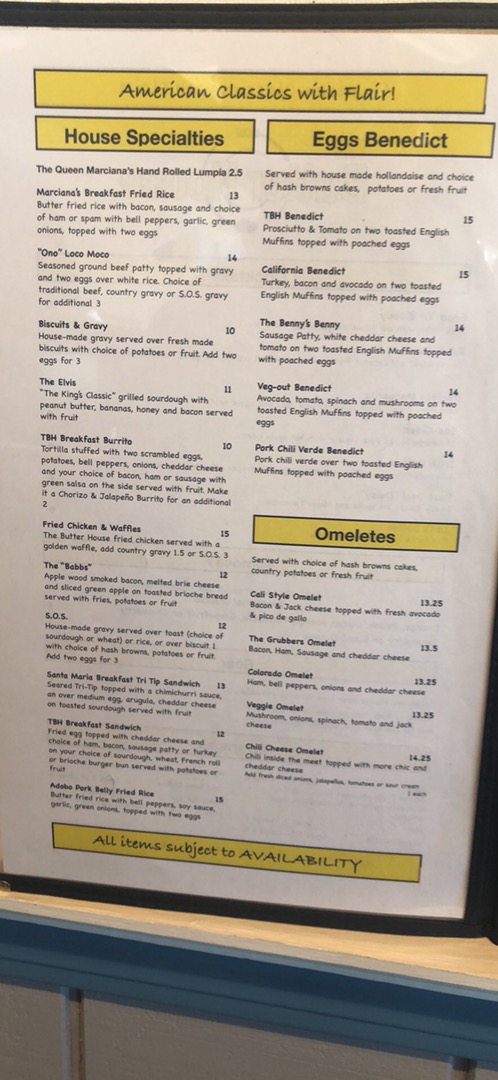 American Classics with Flair!
House Specialties
The Queen Marciana's Hand Rolled Lumpia 2.5
Marciana's Breakfast Fried Rice 13
Butter fried rice with bacon, sausage and choice
of ham or spam with bell peppers, garlic, green
onions, topped with two eggs
"Ono" Loco Moco 14
Seasoned ground beef patty topped with gravy
and two eggs over white rice. Choice of
traditional beef, country gravy or S.O.S. gravy
for additional 3
Biscuits & Gravy 10
House-made gravy served over fresh made
biscuits with choice of potatoes or fruit. Add two
eggs for 3
The Elvis 11
"The King's Classic" grilled sourdough with
peanut butter, bananas, honey and bacon served
with fruit
TBH Breakfast Burrito 10
Tortilla stuffed with two scrambled eggs,
potatoes, bell peppers, onions, cheddar cheese
and your choice of bacon, ham or sausage with
green salsa on the side served with fruit. Make
it a Chorizo & Jalapeño Burrito for an additional
2
Fried Chicken & Waffles 15
The Butter House fried chicken served with a
golden waffle, add country gravy 1.5 or S.O.S. 3
The "Babbs" 12
Apple wood smoked bacon, melted brie cheese
and sliced green apple on toasted brioche bread
served with fries, potatoes or fruit
S.O.S. 12
House-made gravy served over toast (choice of
sourdough or wheat) or rice, or over biscuit 1
with choice of hash browns, potatoes or fruit.
Add two eggs for 3
Santa Maria Breakfast Tri Tip Sandwich 13
Seared Tri-Tip topped with a chimichurri sauce,
an over medium egg, arugula, cheddar cheese
on toasted sourdough served with fruit
TBH Breakfast Sandwich 12
Fried egg topped with cheddar cheese and
choice of ham, bacon, sausage patty or turkey
on your choice of sourdough, wheat, French roll
or brioche burger bun served with potatoes or
fruit
Adobo Pork Belly Fried Rice 15
Butter fried rice with bell peppers, soy sauce,
garlic, green onions, topped with two eggs
Eggs Benedict
Served with house made hollandaise and choice
of hash browns cakes, potatoes or fresh fruit
TBH Benedict 15
Prosciutto & Tomato on two toasted English
Muffins topped with poached eggs
California Benedict 15
Turkey, bacon and avocado on two toasted
English Muffins topped with poached eggs
The Benny's Benny 14
Sausage Patty, white cheddar cheese and
tomato on two toasted English Muffins topped
with poached eggs
Veg-out Benedict 14
Avocado, tomato, spinach and mushrooms on two
toasted English Muffins topped with poached
eggs
Pork Chili Verde Benedict 14
Pork chili verde over two toasted English
Muffins topped with poached eggs
Omeletes
Served with choice of hash browns cakes,
country potatoes or fresh fruit
Cali Style Omelet 13.25
Bacon & Jack cheese topped with fresh avocado
& pico de gallo
The Grubbers Omelet 13.5
Bacon, Ham, Sausage and cheddar cheese
Colorado Omelet 13.25
Ham, bell peppers, onions and cheddar cheese
Veggie Omelet 13.25
Mushroom, onions, spinach, tomato and jack
cheese
Chili Cheese Omelet 14.25
Chili inside the meet topped with more chic and
cheddar cheese
Add fresh diced onions, jalapeños, tomatoes or sour cream
1 each
All items subject to AVAILABILITY